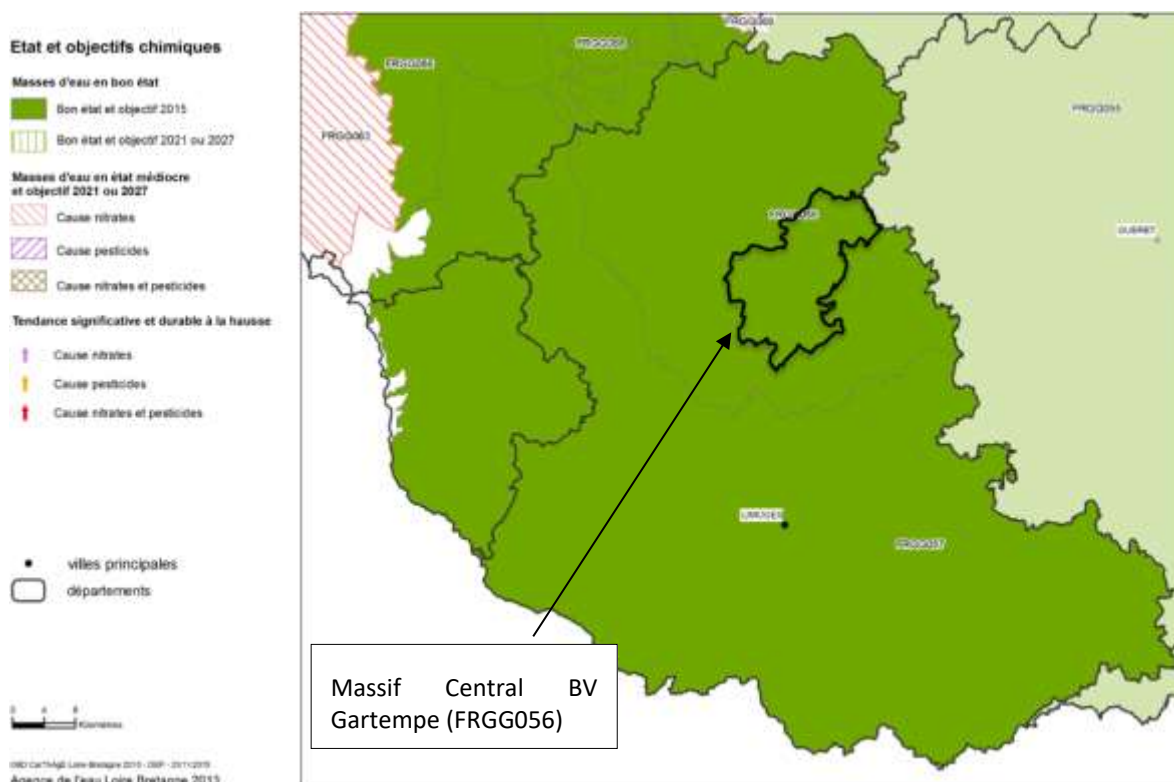 Etat et objectifs chimiques
Masses d'eau en bon état
Bon état et objectif 2015
Bon état et objectif 2021 ou 2027
Masses d'eau en état médiocre
et objectif 2021 ou 2027
Cause nitrates
Cause pesticides
Cause nitrates et pesticides
Tendance significative et durable à la hausse
Cause nitrates
Cause pesticides
Cause nitrates et pesticides
villes principales
départements
Kilomètres
Agence de l'eau Loire Bretagne 2013
FRGG063
GUERET
LIMOGES
FRGG057
Massif Central BV
Gartempe (FRGG056)